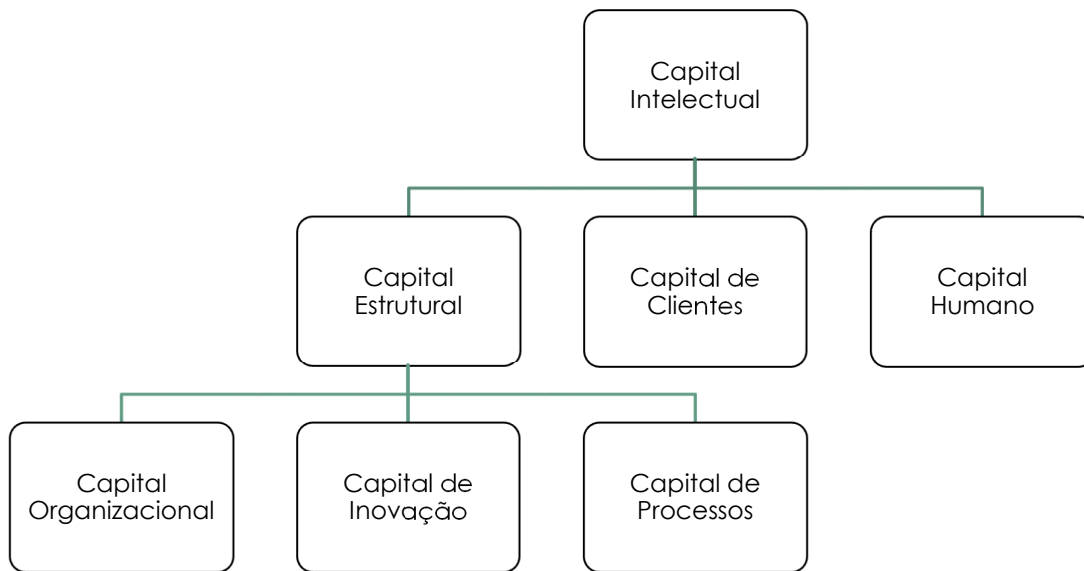 Capital
Intelectual
Capital
Estrutural
Capital de
Clientes
Capital
Humano
Capital
Organizacional
Capital de
Inovação
Capital de
Processos